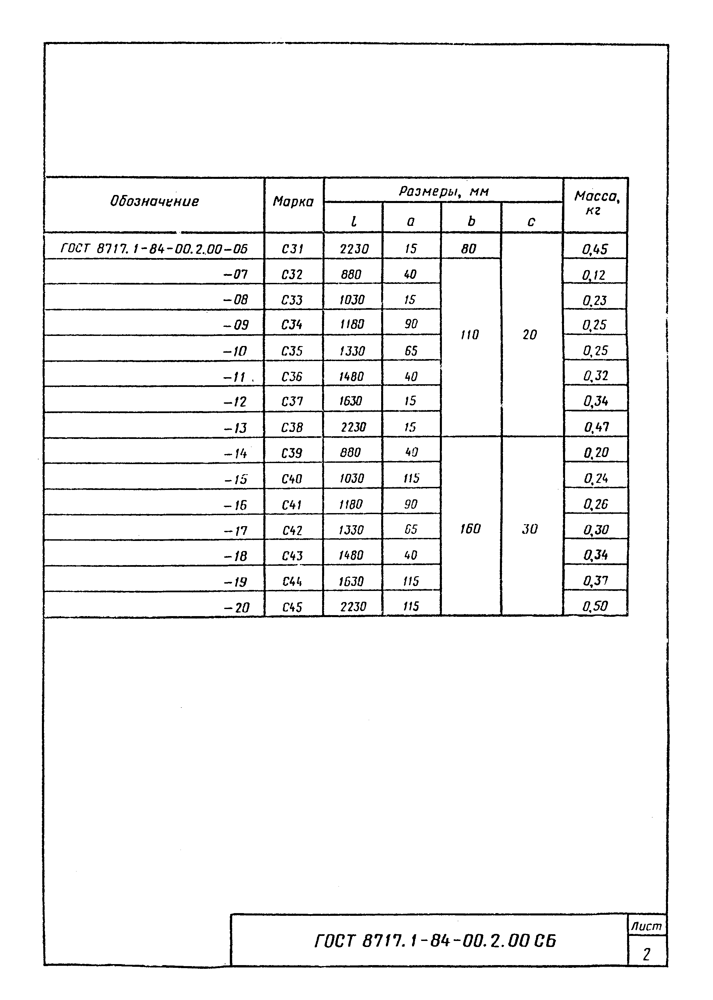 Обозначение Марка Размеры, мм Масса, кг
l a b c
ГОСТ 8717.1-84-00.2.00-06 С31 2230 15 80 0,45
-07 С32 880 40 0,12
-08 С33 1030 15 0,23
-09 С34 1180 90 0,25
110 20
-10 С35 1330 65 0,25
-11 С36 1480 40 0,32
-12 С37 1630 15 0,34
-13 С38 2230 15 0,47
-14 С39 880 40 0,20
-15 С40 1030 115 0,24
-16 С41 1180 90 0,26
-17 С42 1330 65 160 30 0,30
-18 С43 1480 40 0,34
-19 С44 1630 115 0,37
-20 С45 2230 115 0,50
ГОСТ 8717.1-84-00.2.00 СБ
Лист
2